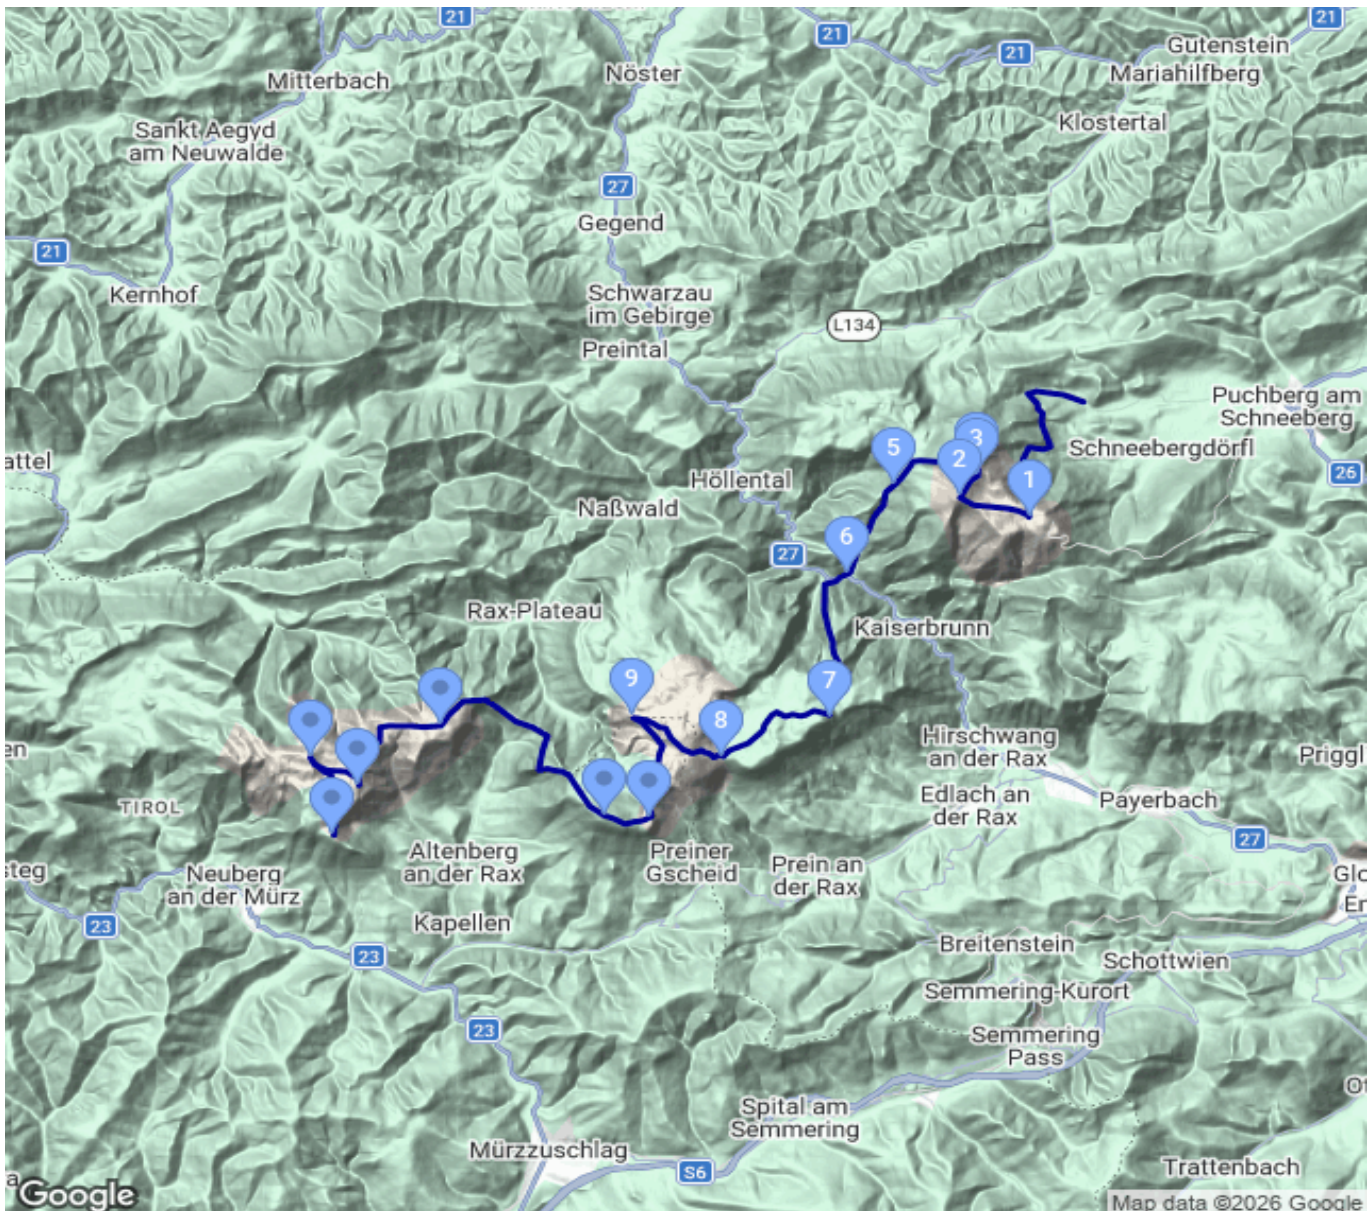 21
21
21
21
Nöster
Gutenstein
Mariahilfberg
Mitterbach
Klostertal
Sankt Aegyd
am Neuwalde
27
Gegend
21
Kernhof
Schwarzau
im Gebirge
L134
Preintal
Puchberg am
Schneeberg
attel
Schneebergdörfl
3
5
2
1
26
Höllental
Naßwald
6
27
Rax-Plateau
Kaiserbrunn
9
7
8
en
Hirschwang
an der Rax
Priggl
TIROL
Edlach an
der Rax
Payerbach
27
Altenberg
an der Rax
Preiner
Gscheid
Prein an
der Rax
steg
Neuberg
an der Mürz
Glo
En
23
Kapellen
23
Breitenstein
Schottwien
Semmering-Kurort
23
Semmering
Pass
Spital am
Semmering
Mürzzuschlag
S6
Trattenbach
a
Google
Map data ©2026 Google